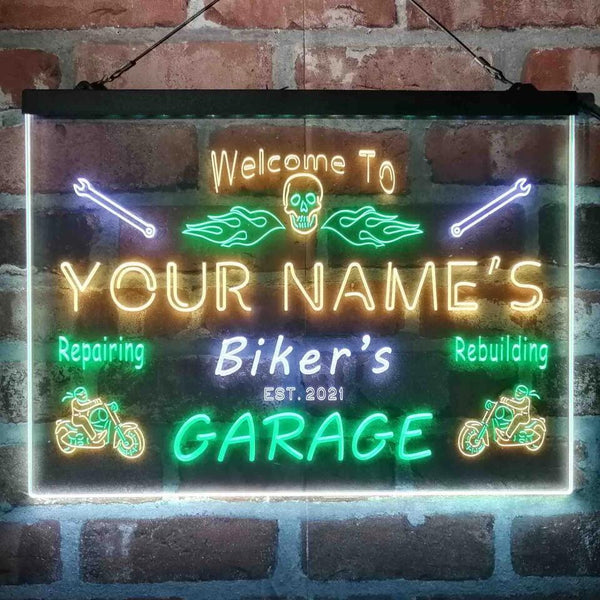 Welcome To
YOUR NAME'S
Repairing
Biker's
Rebuilding
EST. 2021
GARAGE